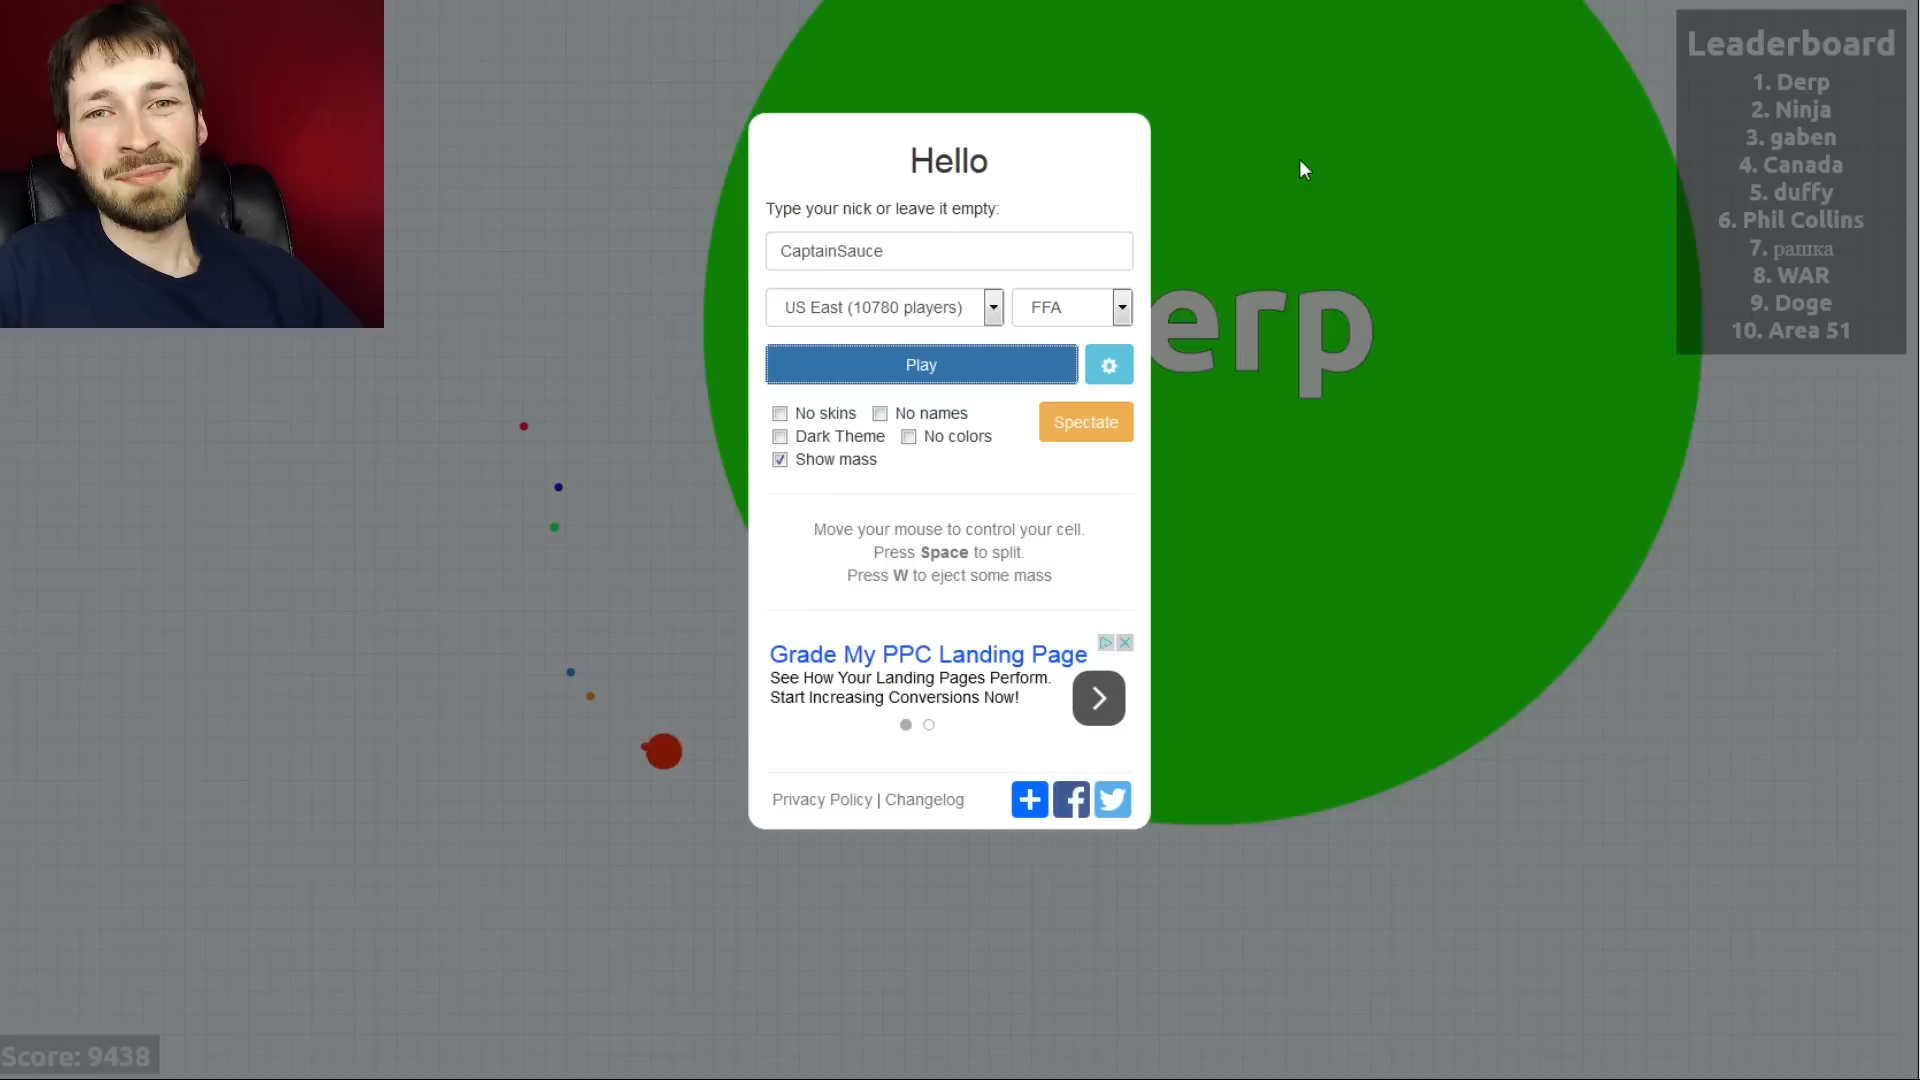 Leaderboard
1. Derp
2. Ninja
3. gaben
4. Canada
5. duffy
6. Phil Collins
7. рашка
8. WAR
9. Doge
10. Area 51
Hello
Type your nick or leave it empty:
CaptainSauce
US East (10780 players)
FFA
erp
Play
No skins
No names
Spectate
Dark Theme
No colors
Show mass
Move your mouse to control your cell.
Press Space to split.
Press W to eject some mass
Grade My PPC Landing Page
See How Your Landing Pages Perform.
Start Increasing Conversions Now!
Privacy Policy | Changelog
Score: 9438